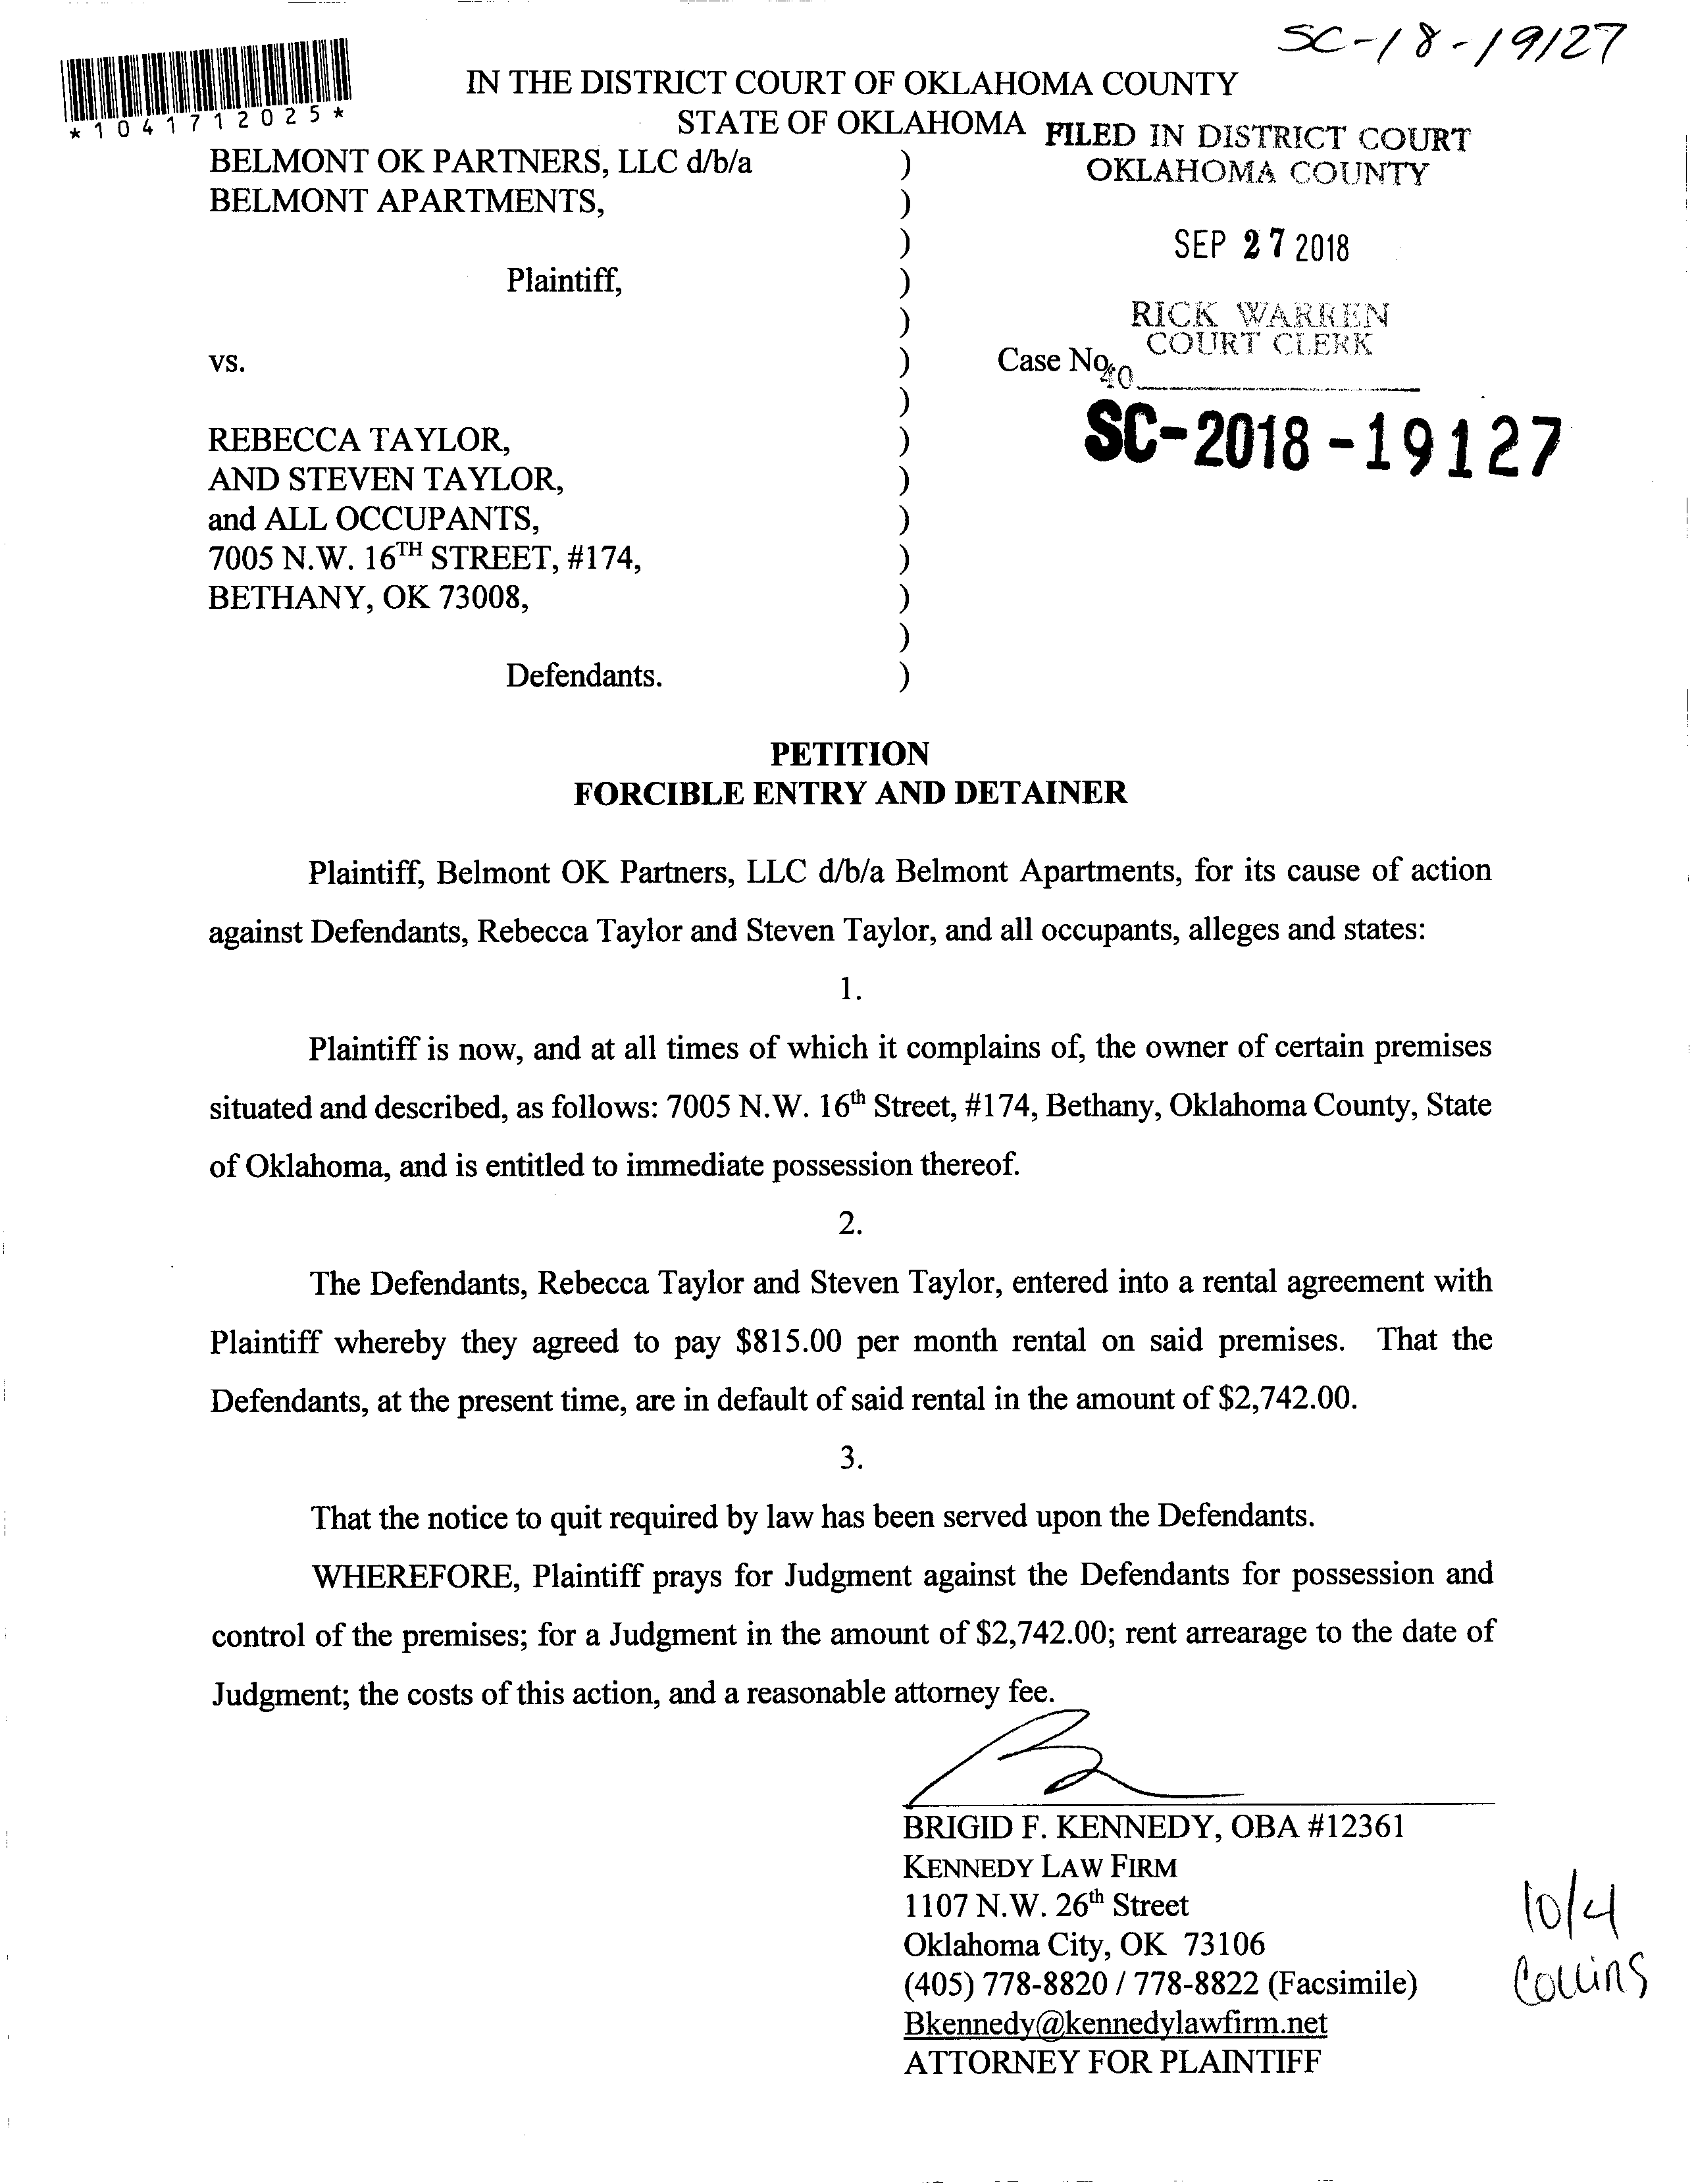 SC-18-19127
*1041712025*
IN THE DISTRICT COURT OF OKLAHOMA COUNTY
STATE OF OKLAHOMA
FILED IN DISTRICT COURT
OKLAHOMA COUNTY
SEP 27 2018
RICK WARREN
COURT CLERK
40
BELMONT OK PARTNERS, LLC d/b/a )
BELMONT APARTMENTS, )
)
Plaintiff, )
)
vs. ) Case No.
)
REBECCA TAYLOR, )
SC-2018-19127
AND STEVEN TAYLOR, )
and ALL OCCUPANTS, )
7005 N.W. 16TH STREET, #174, )
BETHANY, OK 73008, )
)
Defendants. )
PETITION
FORCIBLE ENTRY AND DETAINER
Plaintiff, Belmont OK Partners, LLC d/b/a Belmont Apartments, for its cause of action
against Defendants, Rebecca Taylor and Steven Taylor, and all occupants, alleges and states:
1.
Plaintiff is now, and at all times of which it complains of, the owner of certain premises
situated and described, as follows: 7005 N.W. 16th Street, #174, Bethany, Oklahoma County, State
of Oklahoma, and is entitled to immediate possession thereof.
2.
The Defendants, Rebecca Taylor and Steven Taylor, entered into a rental agreement with
Plaintiff whereby they agreed to pay $815.00 per month rental on said premises. That the
Defendants, at the present time, are in default of said rental in the amount of $2,742.00.
3.
That the notice to quit required by law has been served upon the Defendants.
WHEREFORE, Plaintiff prays for Judgment against the Defendants for possession and
control of the premises; for a Judgment in the amount of $2,742.00; rent arrearage to the date of
Judgment; the costs of this action, and a reasonable attorney fee.
BRIGID F. KENNEDY, OBA #12361
KENNEDY LAW FIRM
1107 N.W. 26th Street
Oklahoma City, OK 73106
(405) 778-8820 / 778-8822 (Facsimile)
Bkennedy@kennedylawfirm.net
ATTORNEY FOR PLAINTIFF
10/4
Collins